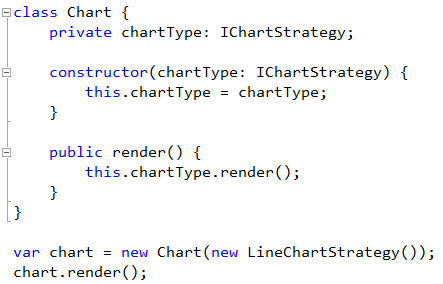 class Chart {
    private chartType: IChartStrategy;

    constructor(chartType: IChartStrategy) {
        this.chartType = chartType;
    }

    public render() {
        this.chartType.render();
    }
}

var chart = new Chart(new LineChartStrategy());
chart.render();